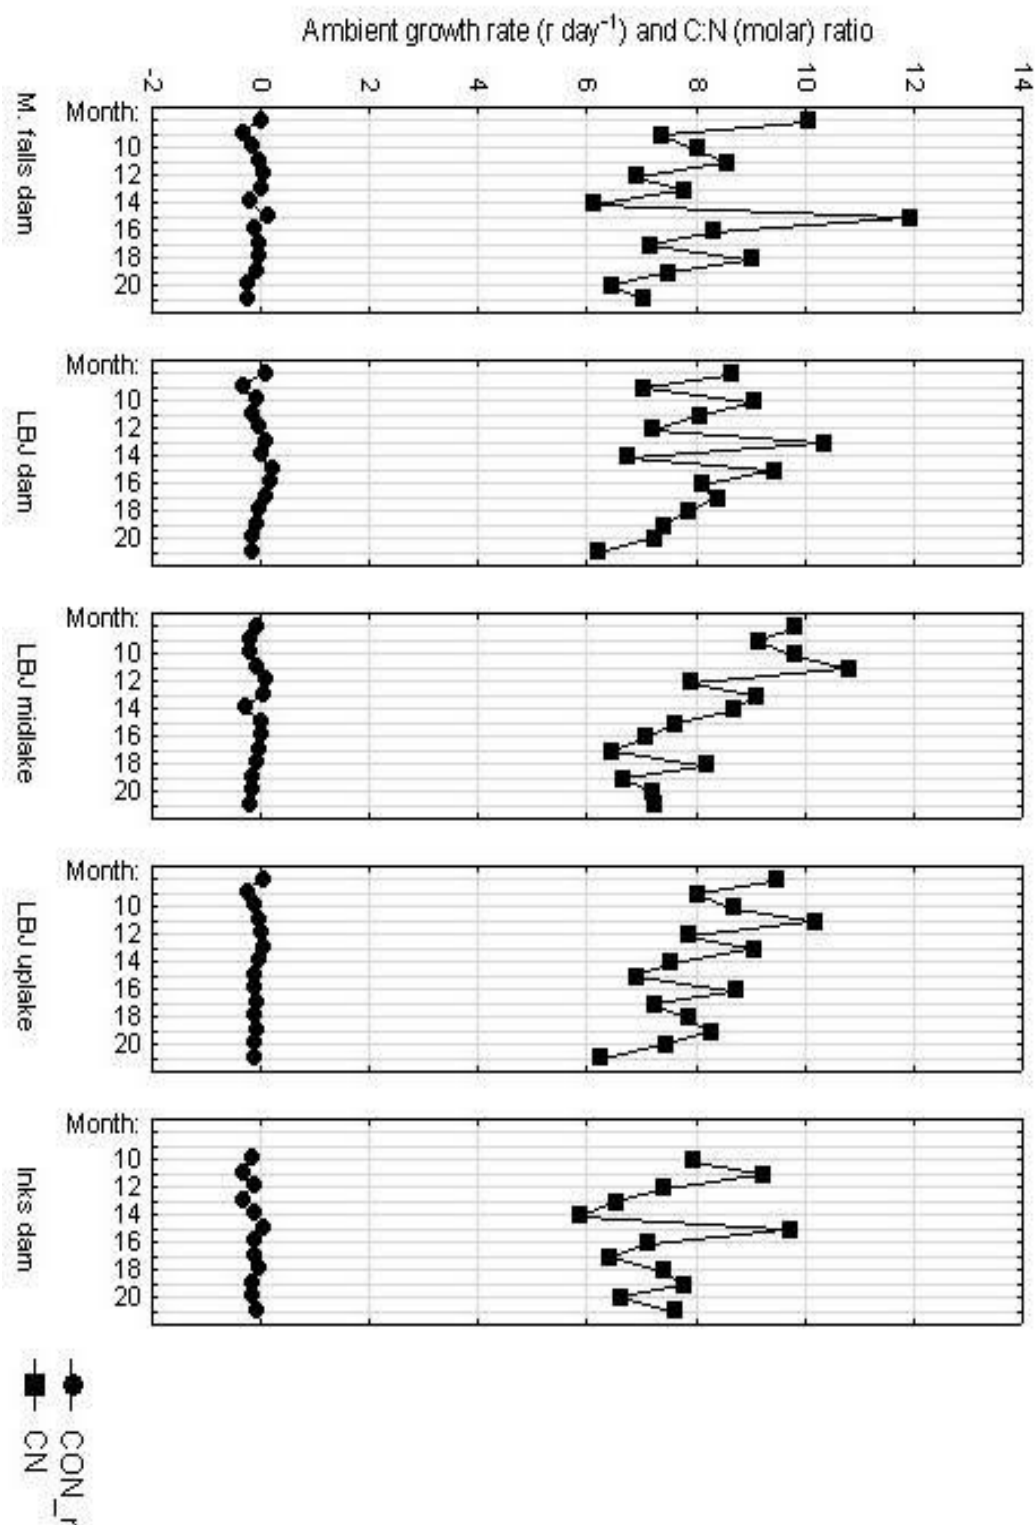 Ambient growth rate (r day⁻¹) and C:N (molar) ratio
-2 0 2 4 6 8 10 12 14
Month:
10
12
14
16
18
20
M. falls dam
Month:
10
12
14
16
18
20
LBJ dam
Month:
10
12
14
16
18
20
LBJ midlake
Month:
10
12
14
16
18
20
LBJ uplake
Month:
10
12
14
16
18
20
Inks dam
CON_r
CN